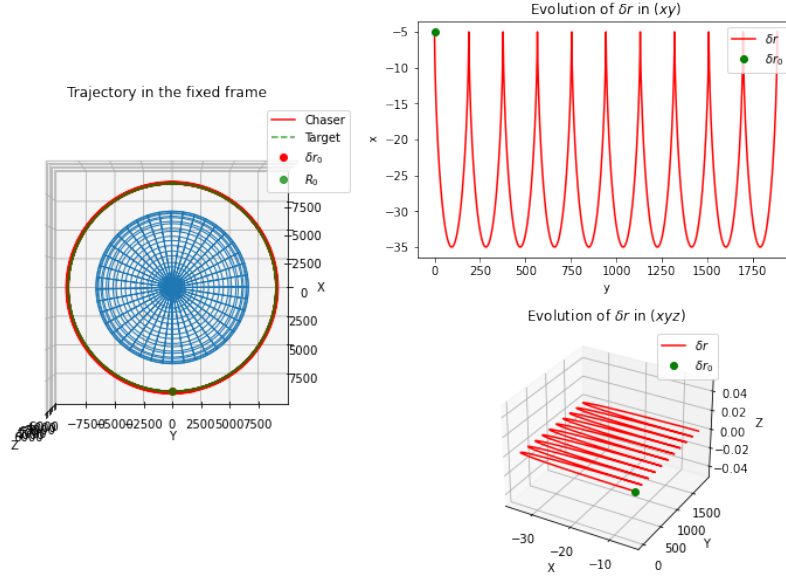 Trajectory in the fixed frame
Chaser
Target
δr₀
R₀
7500
5000
2500
0 X
2500
5000
7500
−7500
−5000
−2500
0
2500
5000
7500
Y
Z
Evolution of δr in (xy)
δr
δr₀
−5
−10
−15
−20
−25
−30
−35
x
0 250 500 750 1000 1250 1500 1750
y
Evolution of δr in (xyz)
δr
δr₀
0.04
0.02
0.00
−0.02
−0.04
Z
−30
−20
−10
X
0
500
1000
1500
Y